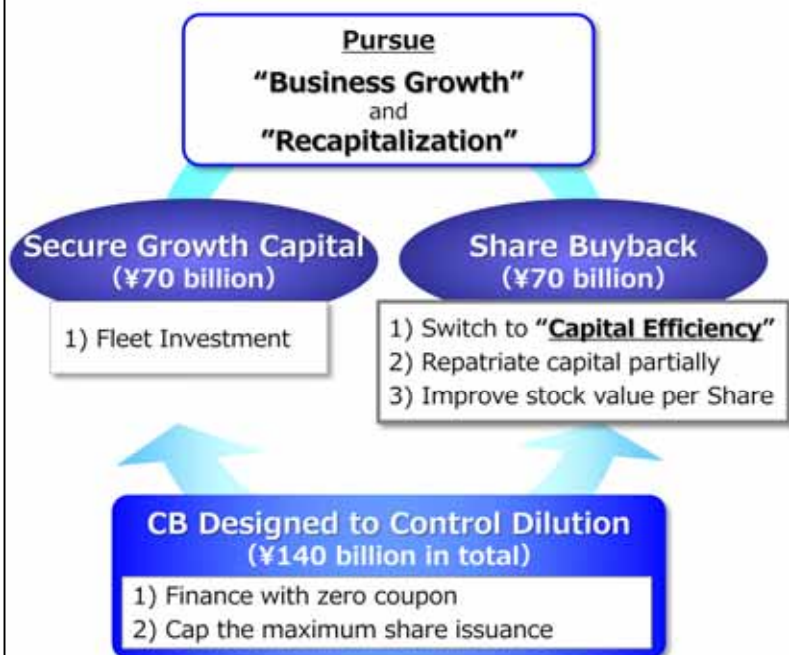 Pursue
“Business Growth”
and
“Recapitalization”
Secure Growth Capital
(¥70 billion)
1) Fleet Investment
Share Buyback
(¥70 billion)
1) Switch to “Capital Efficiency”
2) Repatriate capital partially
3) Improve stock value per Share
CB Designed to Control Dilution
(¥140 billion in total)
1) Finance with zero coupon
2) Cap the maximum share issuance